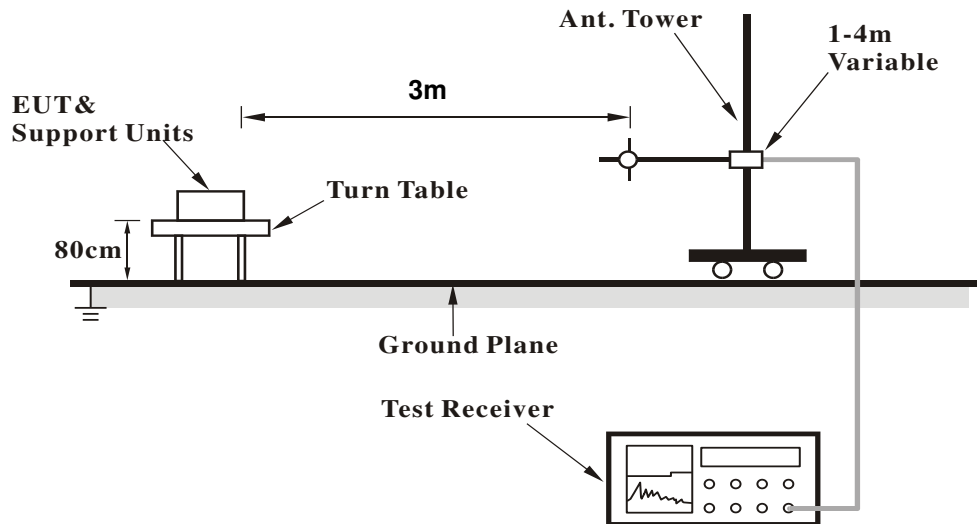 Ant. Tower
1-4m
Variable
3m
EUT&
Support Units
Turn Table
80cm
Ground Plane
Test Receiver